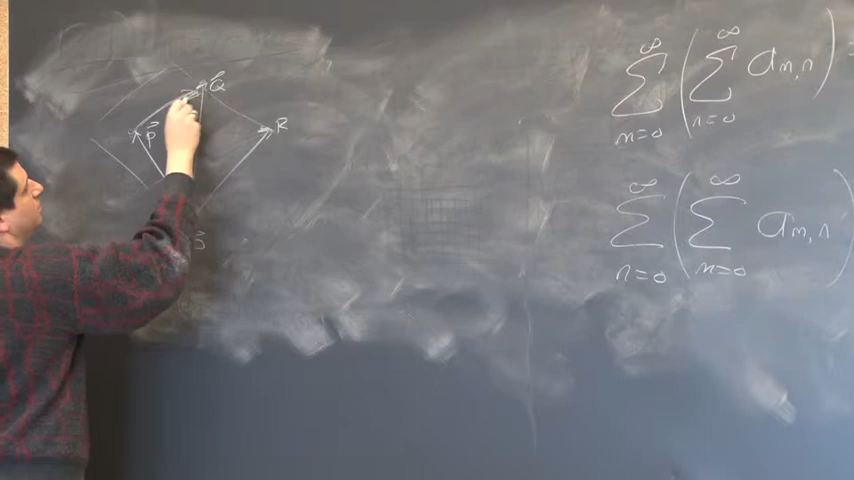 Q
P
R
∞ ∞
∑ ( ∑ a_{m,n} ) =
m=0 n=0
∞ ∞
∑ ( ∑ a_{m,n} )
n=0 m=0